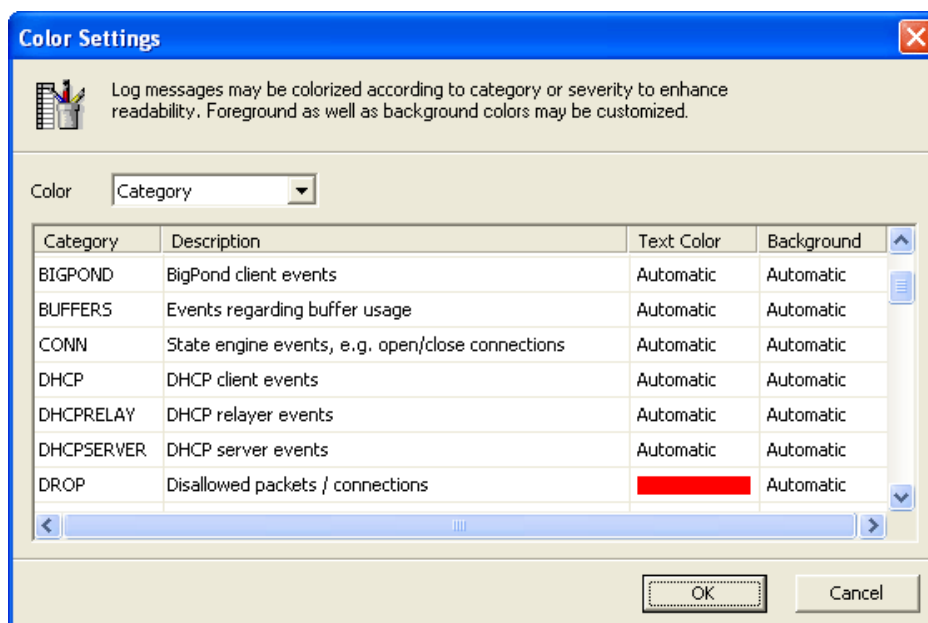 Color Settings
Log messages may be colorized according to category or severity to enhance
readability. Foreground as well as background colors may be customized.
Color Category
Category Description Text Color Background
BIGPOND BigPond client events Automatic Automatic
BUFFERS Events regarding buffer usage Automatic Automatic
CONN State engine events, e.g. open/close connections Automatic Automatic
DHCP DHCP client events Automatic Automatic
DHCPRELAY DHCP relayer events Automatic Automatic
DHCPSERVER DHCP server events Automatic Automatic
DROP Disallowed packets / connections Automatic
OK Cancel